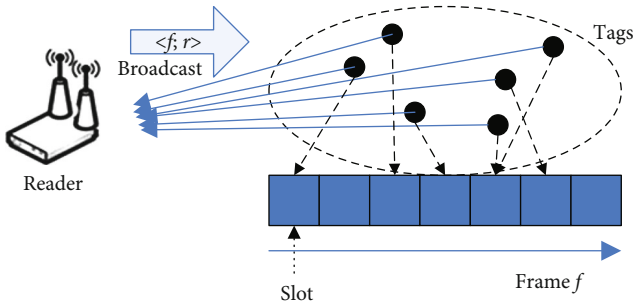 <f; r>
Broadcast
Tags
Reader
Frame f
Slot